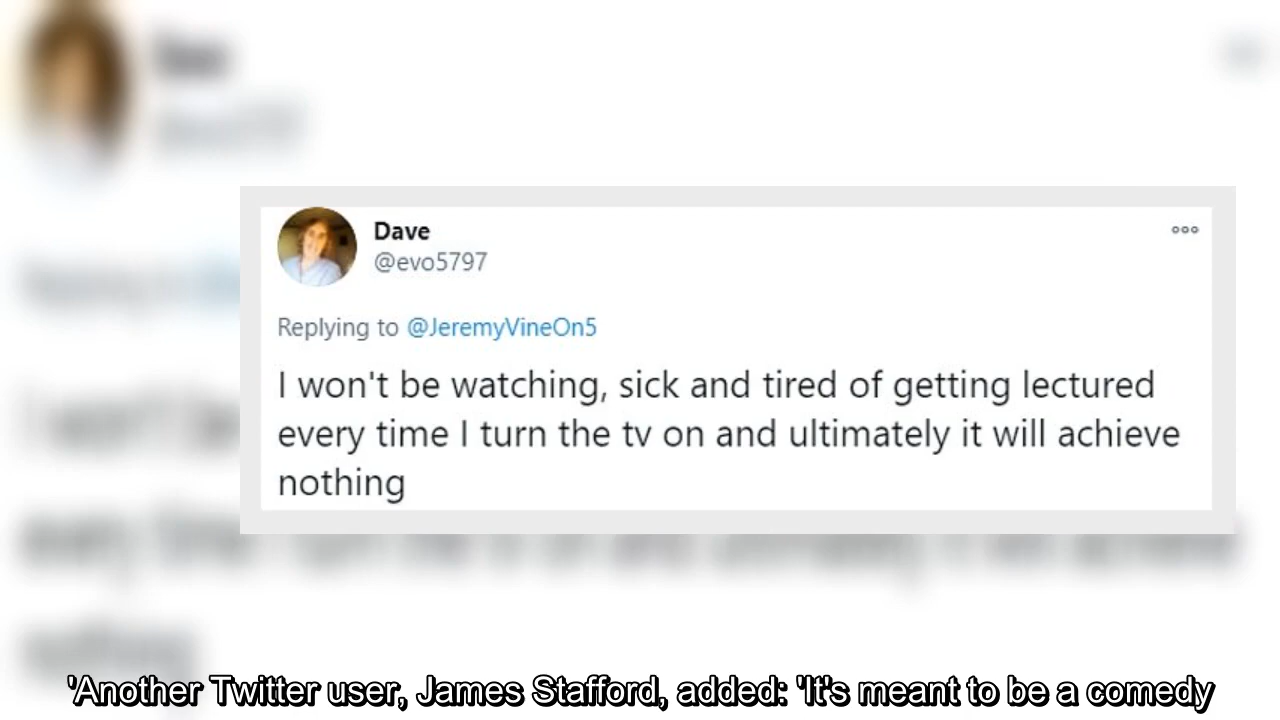 Dave
@evo5797
Replying to @JeremyVineOn5
I won't be watching, sick and tired of getting lectured
every time I turn the tv on and ultimately it will achieve
nothing
'Another Twitter user, James Stafford, added: 'It's meant to be a comedy